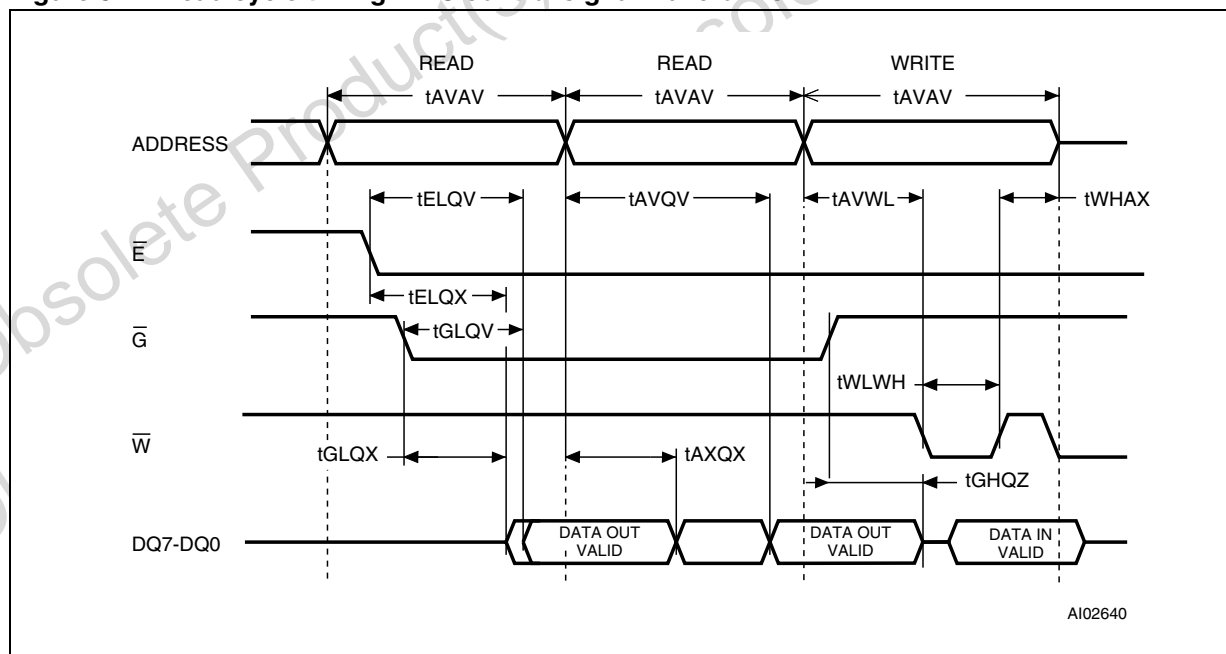 READ READ WRITE
tAVAV tAVAV tAVAV
ADDRESS
tELQV tAVQV tAVWL tWHAX
E
tELQX
tGLQV
G
tWLWH
W
tGLQX tAXQX
tGHQZ
DQ7-DQ0
DATA OUT VALID
DATA OUT VALID
DATA IN VALID
AI02640